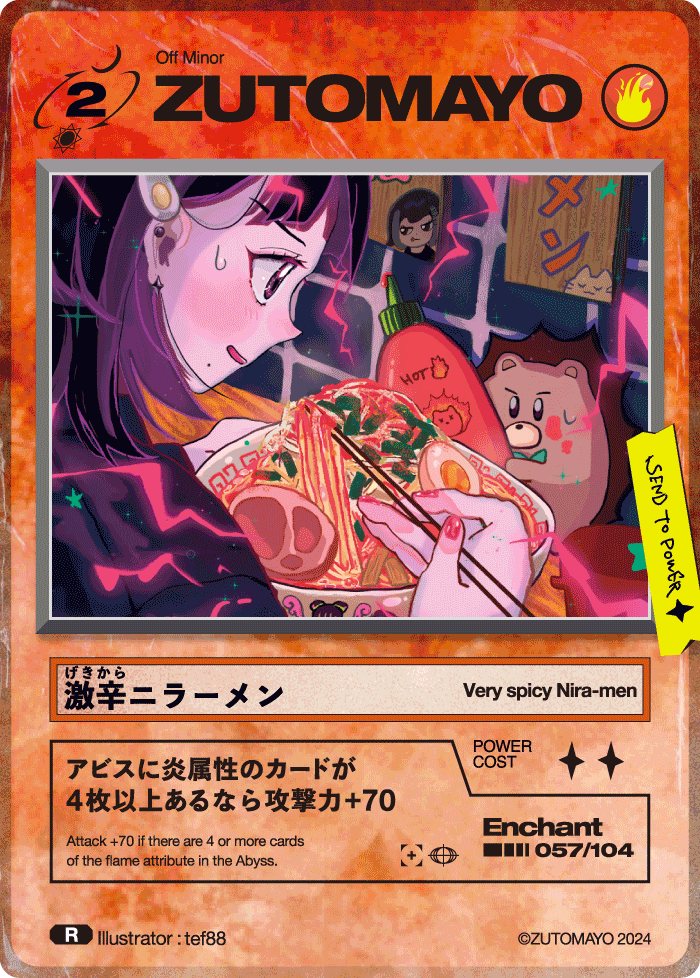 Off Minor
2
ZUTOMAYO
メン
HOT
SEND TO POWER
げきから
激辛ニラーメン
Very spicy Nira-men
アビスに炎属性のカードが
4枚以上あるなら攻撃力+70
Attack +70 if there are 4 or more cards
of the flame attribute in the Abyss.
POWER
COST
Enchant
057/104
R
Illustrator : tef88
©ZUTOMAYO 2024